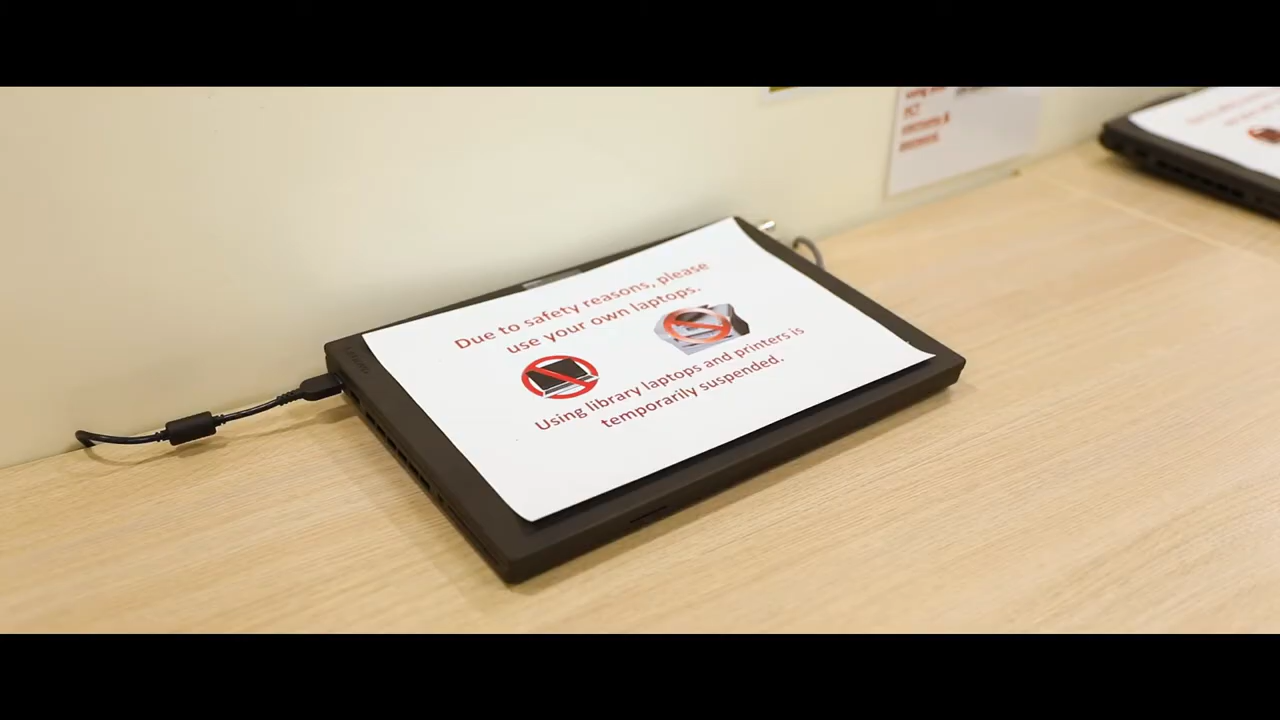 Due to safety reasons, please
use your own laptops.
Using library laptops and printers is
temporarily suspended.